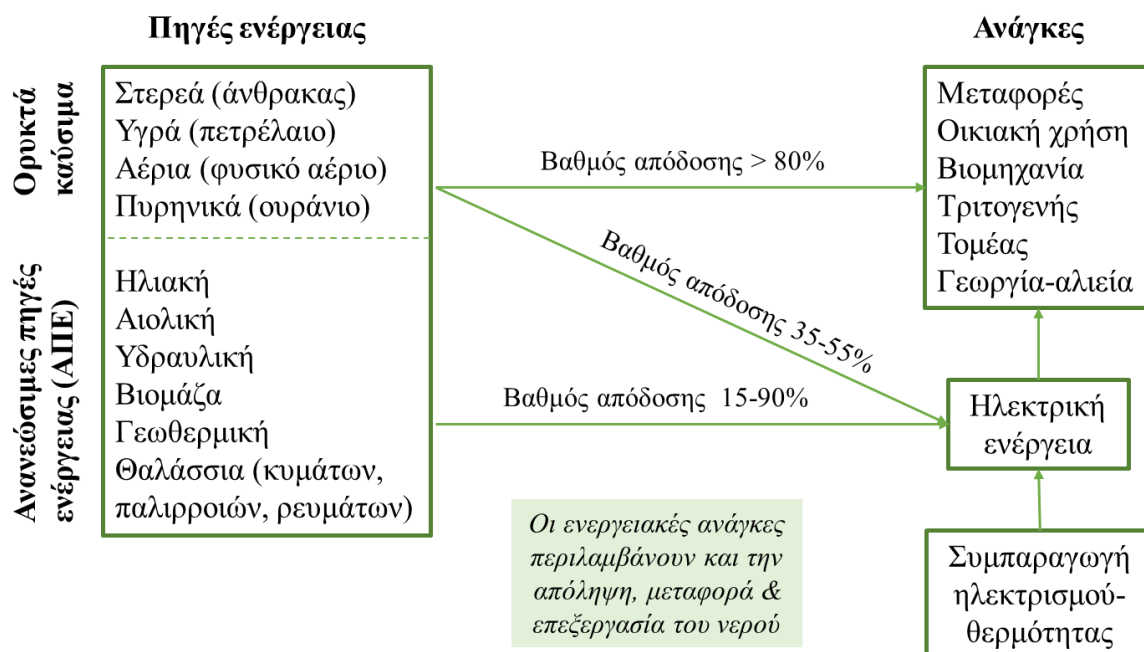 Πηγές ενέργειας
Ανάγκες
Ορυκτά
καύσιμα
Στερεά (άνθρακας)
Υγρά (πετρέλαιο)
Αέρια (φυσικό αέριο)
Πυρηνικά (ουράνιο)
Ανανεώσιμες πηγές
ενέργειας (ΑΠΕ)
Ηλιακή
Αιολική
Υδραυλική
Βιομάζα
Γεωθερμική
Θαλάσσια (κυμάτων,
παλιρροιών, ρευμάτων)
Βαθμός απόδοσης > 80%
Βαθμός απόδοσης 35-55%
Βαθμός απόδοσης 15-90%
Μεταφορές
Οικιακή χρήση
Βιομηχανία
Τριτογενής
Τομέας
Γεωργία-αλιεία
Ηλεκτρική
ενέργεια
Οι ενεργειακές ανάγκες
περιλαμβάνουν και την
απόληψη, μεταφορά &
επεξεργασία του νερού
Συμπαραγωγή
ηλεκτρισμού-
θερμότητας